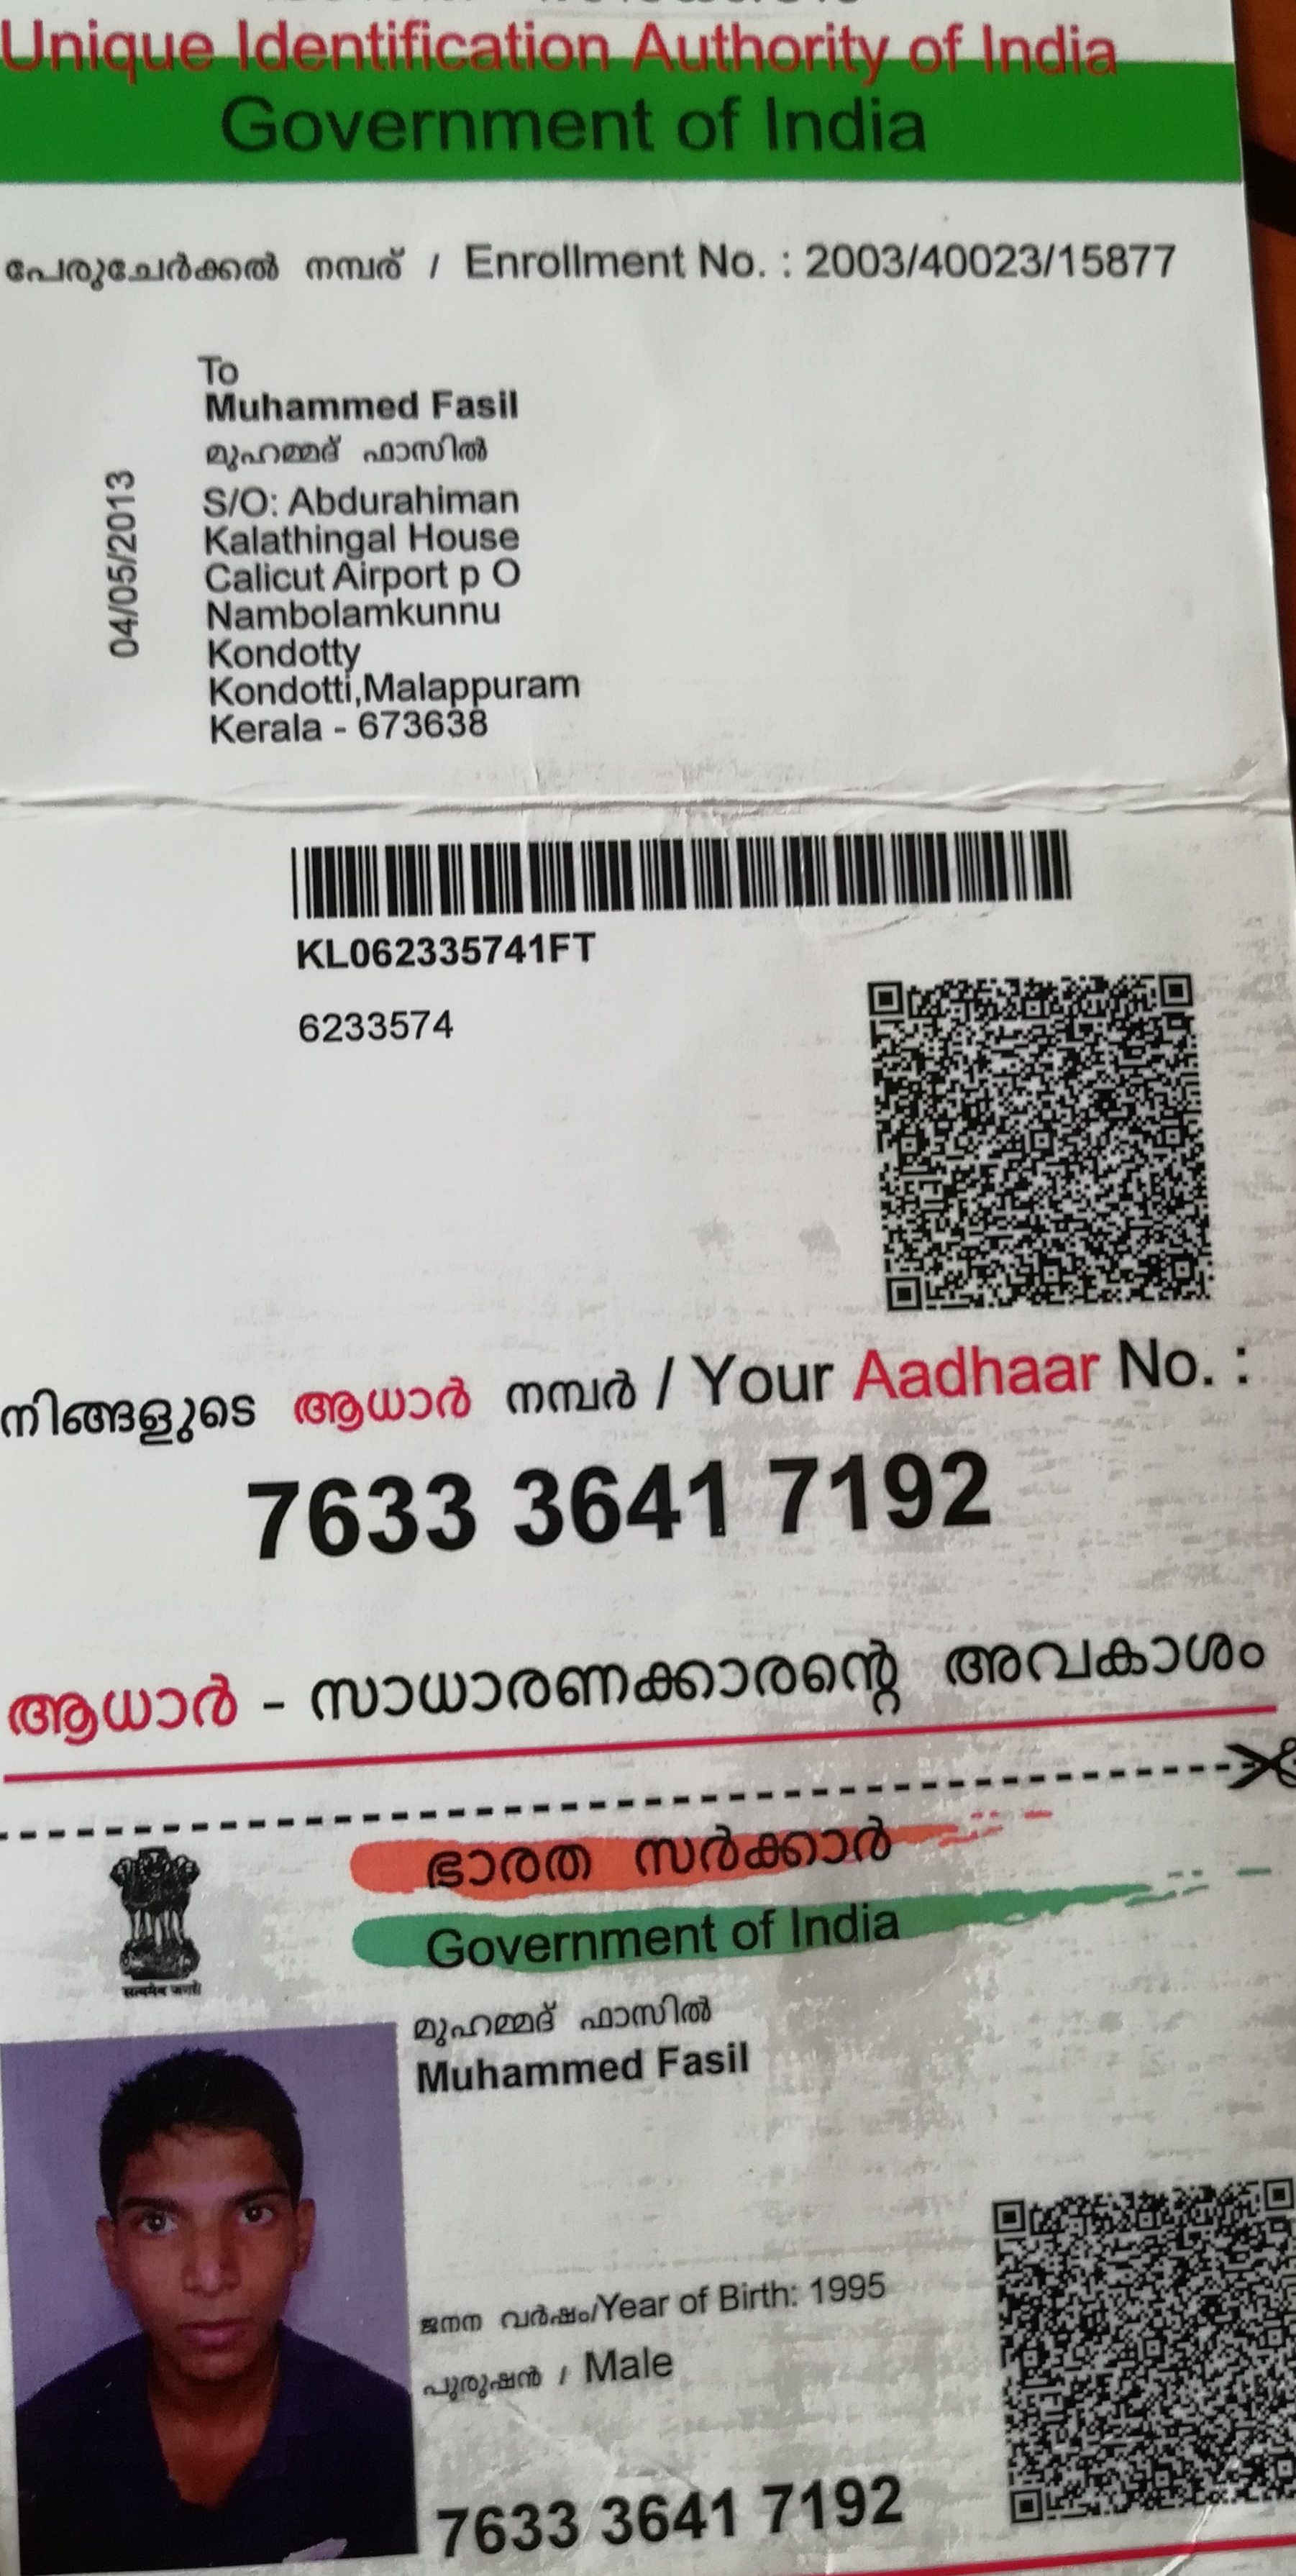 Unique Identification Authority of India
Government of India
പേരുചേർക്കൽ നമ്പര് / Enrollment No. : 2003/40023/15877
To
Muhammed Fasil
മുഹമ്മദ് ഫാസിൽ
S/O: Abdurahiman
Kalathingal House
Calicut Airport p O
Nambolamkunnu
Kondotty
Kondotti,Malappuram
Kerala - 673638
04/05/2013
KL062335741FT
6233574
നിങ്ങളുടെ ആധാർ നമ്പർ / Your Aadhaar No. :
7633 3641 7192
ആധാർ - സാധാരണക്കാരന്റെ അവകാശം
ഭാരത സർക്കാർ
Government of India
सत्यमेव जयते
മുഹമ്മദ് ഫാസിൽ
Muhammed Fasil
ജനന വർഷം/Year of Birth: 1995
പുരുഷൻ / Male
7633 3641 7192